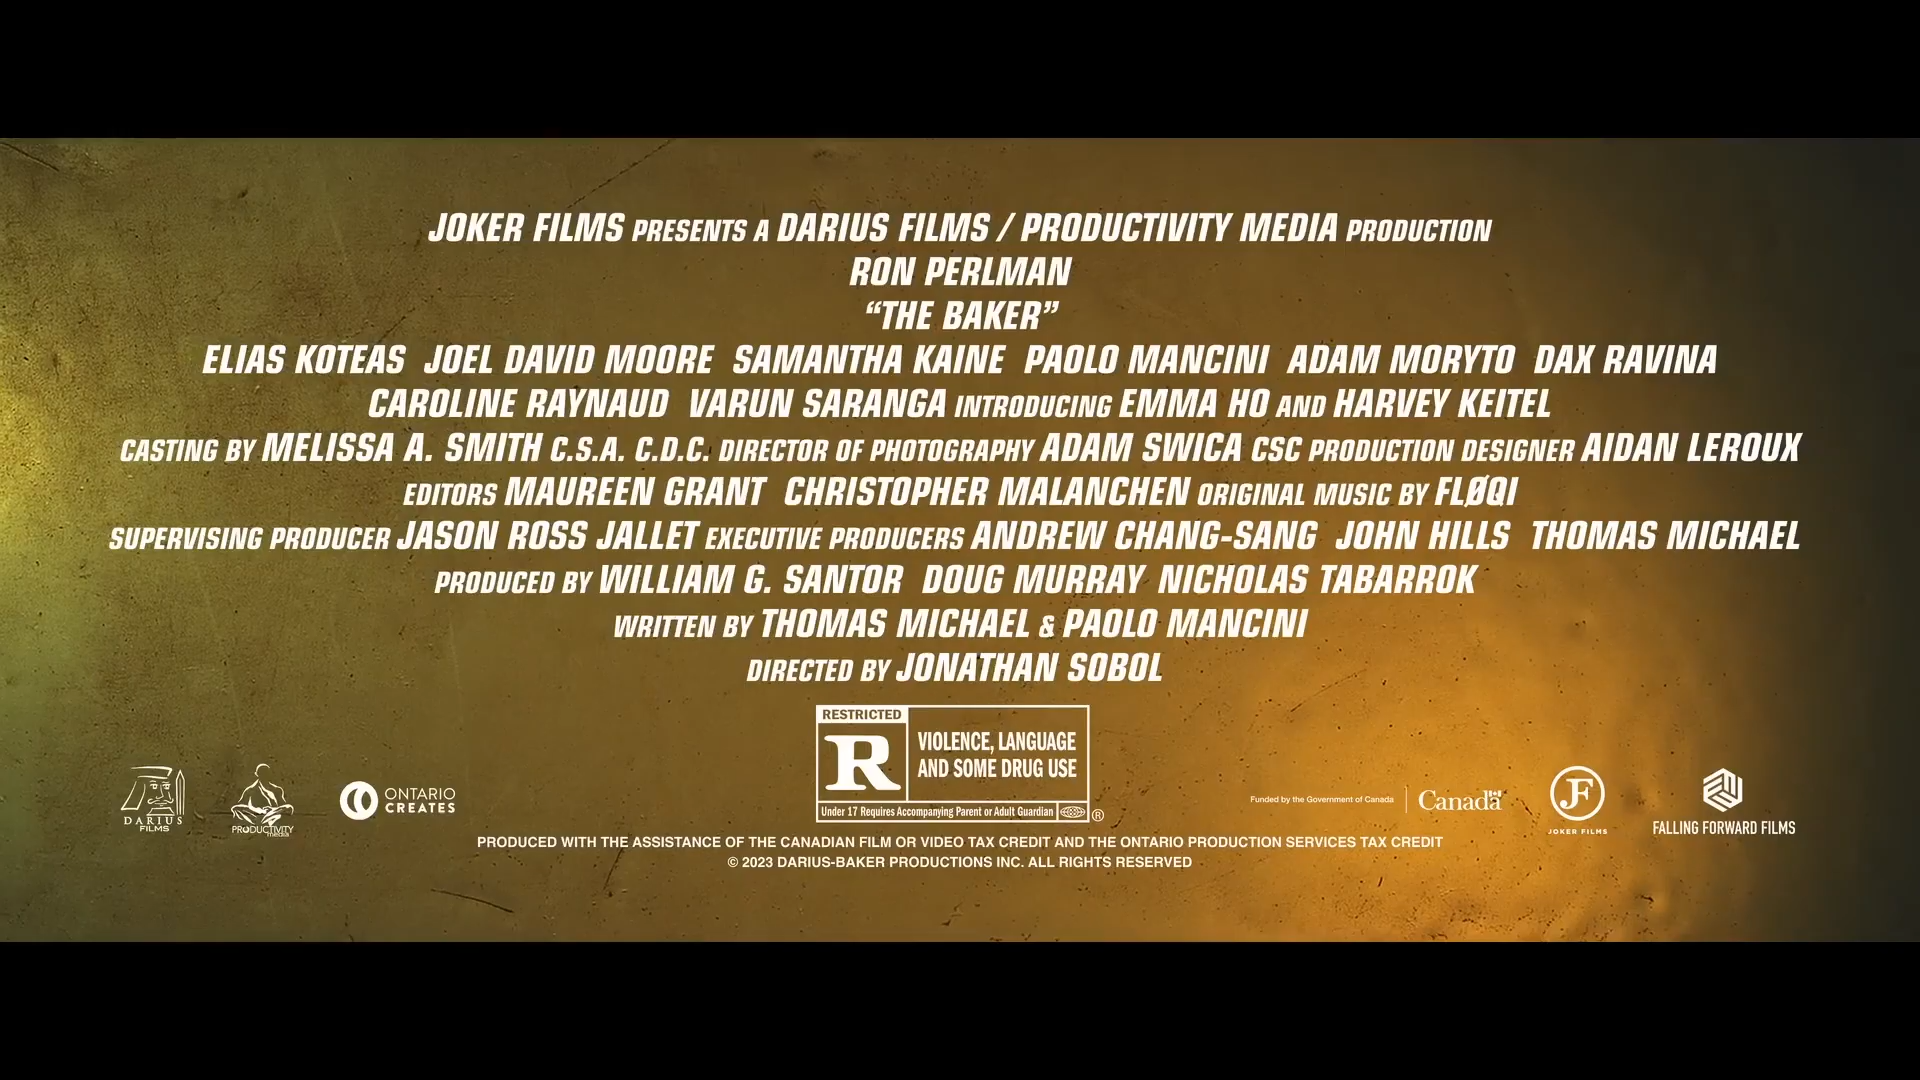 JOKER FILMS PRESENTS A DARIUS FILMS / PRODUCTIVITY MEDIA PRODUCTION
RON PERLMAN
“THE BAKER”
ELIAS KOTEAS JOEL DAVID MOORE SAMANTHA KAINE PAOLO MANCINI ADAM MORYTO DAX RAVINA
CAROLINE RAYNAUD VARUN SARANGA INTRODUCING EMMA HO AND HARVEY KEITEL
CASTING BY MELISSA A. SMITH C.S.A. C.D.C. DIRECTOR OF PHOTOGRAPHY ADAM SWICA CSC PRODUCTION DESIGNER AIDAN LEROUX
EDITORS MAUREEN GRANT CHRISTOPHER MALANCHEN ORIGINAL MUSIC BY FLØQI
SUPERVISING PRODUCER JASON ROSS JALLET EXECUTIVE PRODUCERS ANDREW CHANG-SANG JOHN HILLS THOMAS MICHAEL
PRODUCED BY WILLIAM G. SANTOR DOUG MURRAY NICHOLAS TABARROK
WRITTEN BY THOMAS MICHAEL & PAOLO MANCINI
DIRECTED BY JONATHAN SOBOL
RESTRICTED
R
VIOLENCE, LANGUAGE
AND SOME DRUG USE
Under 17 Requires Accompanying Parent or Adult Guardian
®
DARIUS
FILMS
PRODUCTIVITY
media
ONTARIO
CREATES
Funded by the Government of Canada
Canada
JF
JOKER FILMS
FALLING FORWARD FILMS
PRODUCED WITH THE ASSISTANCE OF THE CANADIAN FILM OR VIDEO TAX CREDIT AND THE ONTARIO PRODUCTION SERVICES TAX CREDIT
© 2023 DARIUS-BAKER PRODUCTIONS INC. ALL RIGHTS RESERVED